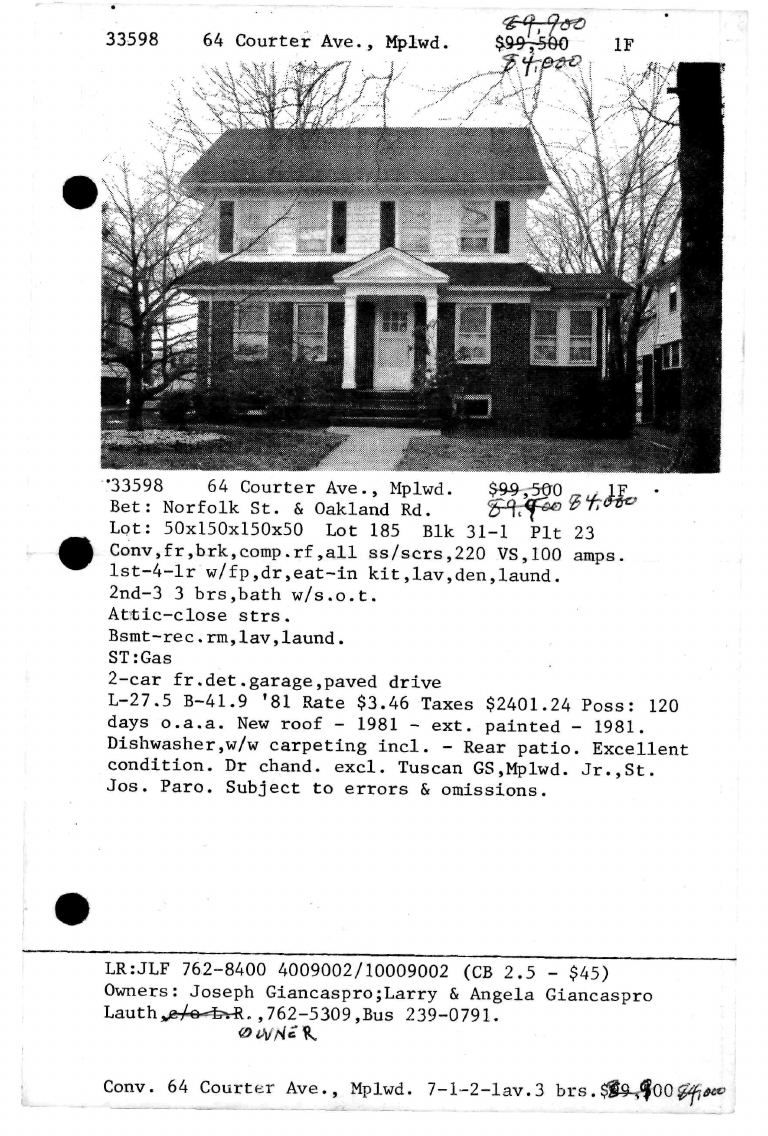 89,900
33598 64 Courter Ave., Mplwd. $99,500 1F
84,000
33598 64 Courter Ave., Mplwd. $99,500 1F
Bet: Norfolk St. & Oakland Rd. 89,900 84,000
Lot: 50x150x150x50 Lot 185 Blk 31-1 Plt 23
Conv,fr,brk,comp.rf,all ss/scrs,220 VS,100 amps.
1st-4-lr w/fp,dr,eat-in kit,lav,den,laund.
2nd-3 3 brs,bath w/s.o.t.
Attic-close strs.
Bsmt-rec.rm,lav,laund.
ST:Gas
2-car fr.det.garage,paved drive
L-27.5 B-41.9 '81 Rate $3.46 Taxes $2401.24 Poss: 120
days o.a.a. New roof - 1981 - ext. painted - 1981.
Dishwasher,w/w carpeting incl. - Rear patio. Excellent
condition. Dr chand. excl. Tuscan GS,Mplwd. Jr.,St.
Jos. Paro. Subject to errors & omissions.
LR:JLF 762-8400 4009002/10009002 (CB 2.5 - $45)
Owners: Joseph Giancaspro;Larry & Angela Giancaspro
Lauth,c/o L.R.,762-5309,Bus 239-0791.
OWNER
Conv. 64 Courter Ave., Mplwd. 7-1-2-lav.3 brs. 84,000